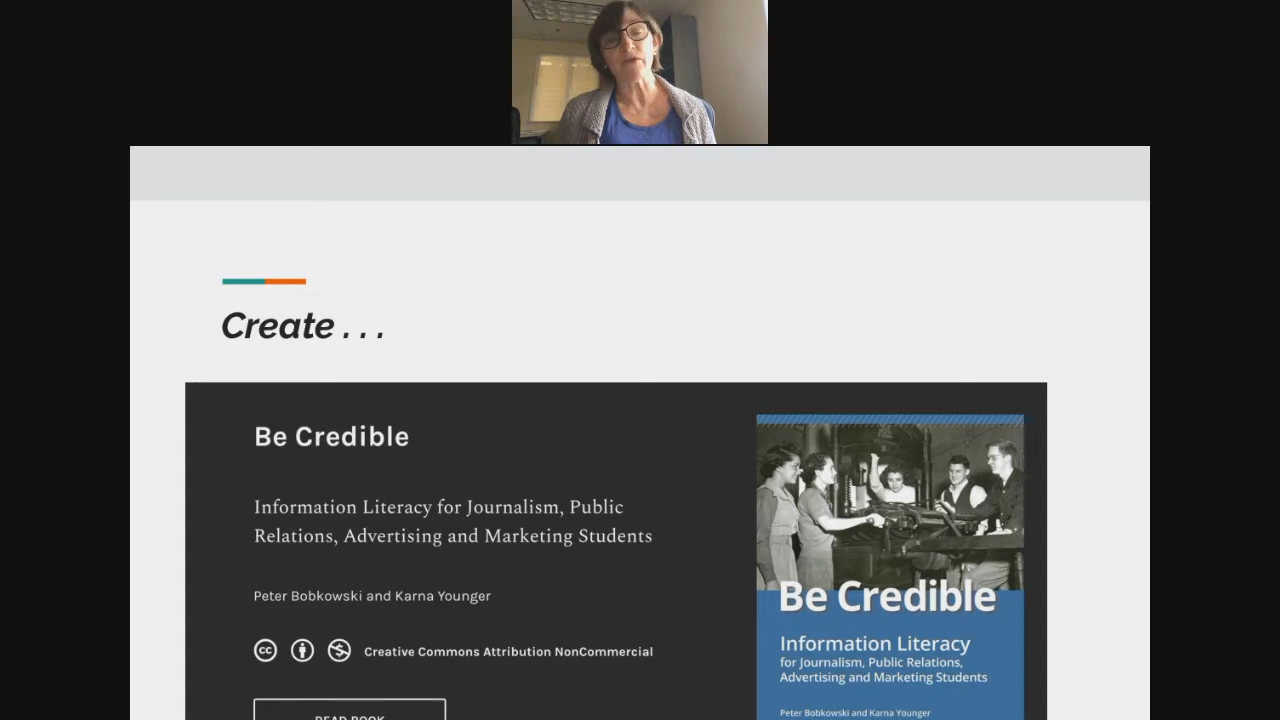 Create . . .
Be Credible
Information Literacy for Journalism, Public
Relations, Advertising and Marketing Students
Peter Bobkowski and Karna Younger
Creative Commons Attribution NonCommercial
READ BOOK
Be Credible
Information Literacy
for Journalism, Public Relations,
Advertising and Marketing Students
Peter Bobkowski and Karna Younger